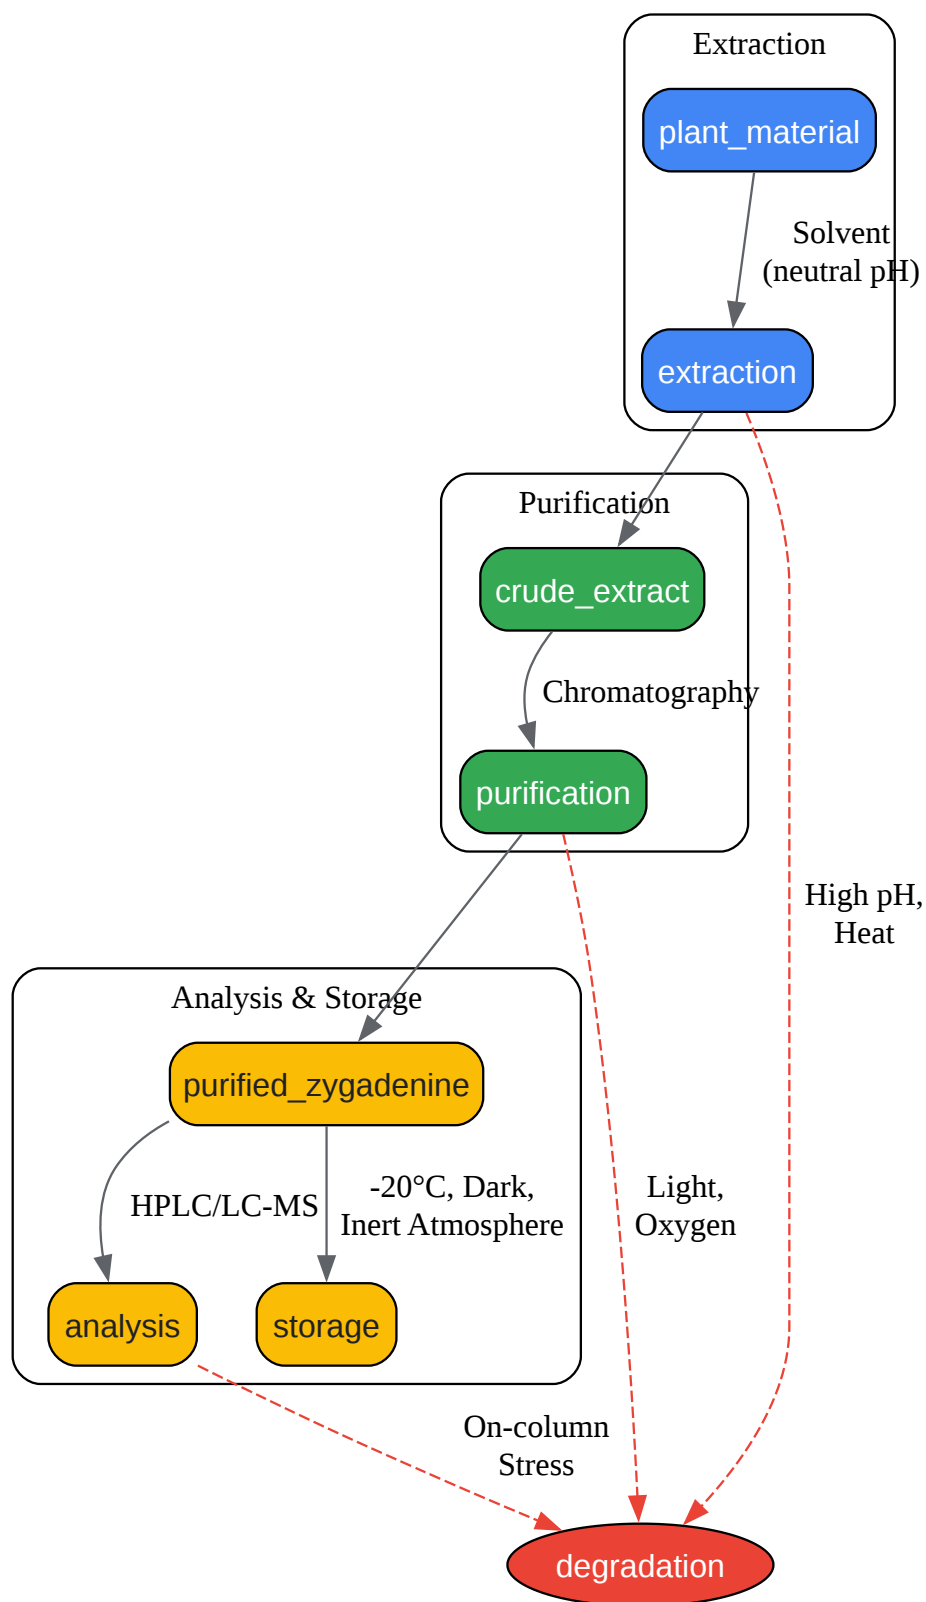 Extraction
plant_material
Solvent
(neutral pH)
extraction
Purification
crude_extract
Chromatography
purification
High pH,
Heat
Analysis & Storage
purified_zygadenine
HPLC/LC-MS
-20°C, Dark,
Inert Atmosphere
Light,
Oxygen
analysis
storage
On-column
Stress
degradation